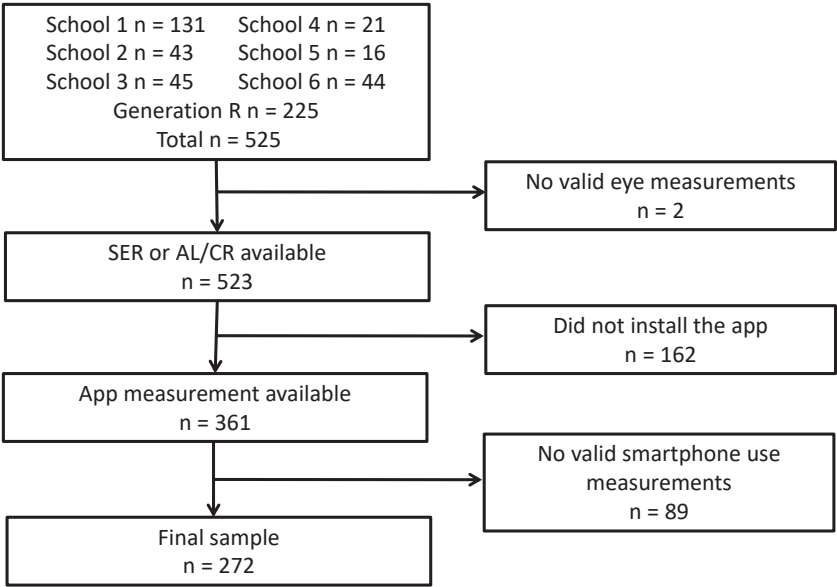 School 1 n = 131 School 4 n = 21
School 2 n = 43 School 5 n = 16
School 3 n = 45 School 6 n = 44
Generation R n = 225
Total n = 525
No valid eye measurements
n = 2
SER or AL/CR available
n = 523
Did not install the app
n = 162
App measurement available
n = 361
No valid smartphone use
measurements
n = 89
Final sample
n = 272